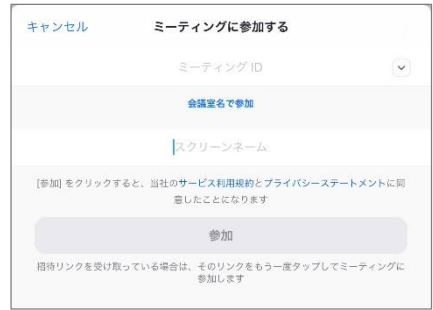 キャンセル ミーティングに参加する
ミーティング ID
会議室名で参加
スクリーンネーム
[参加] をクリックすると、当社のサービス利用規約とプライバシーステートメントに同
意したことになります
参加
招待リンクを受け取っている場合は、そのリンクをもう一度タップしてミーティングに
参加します